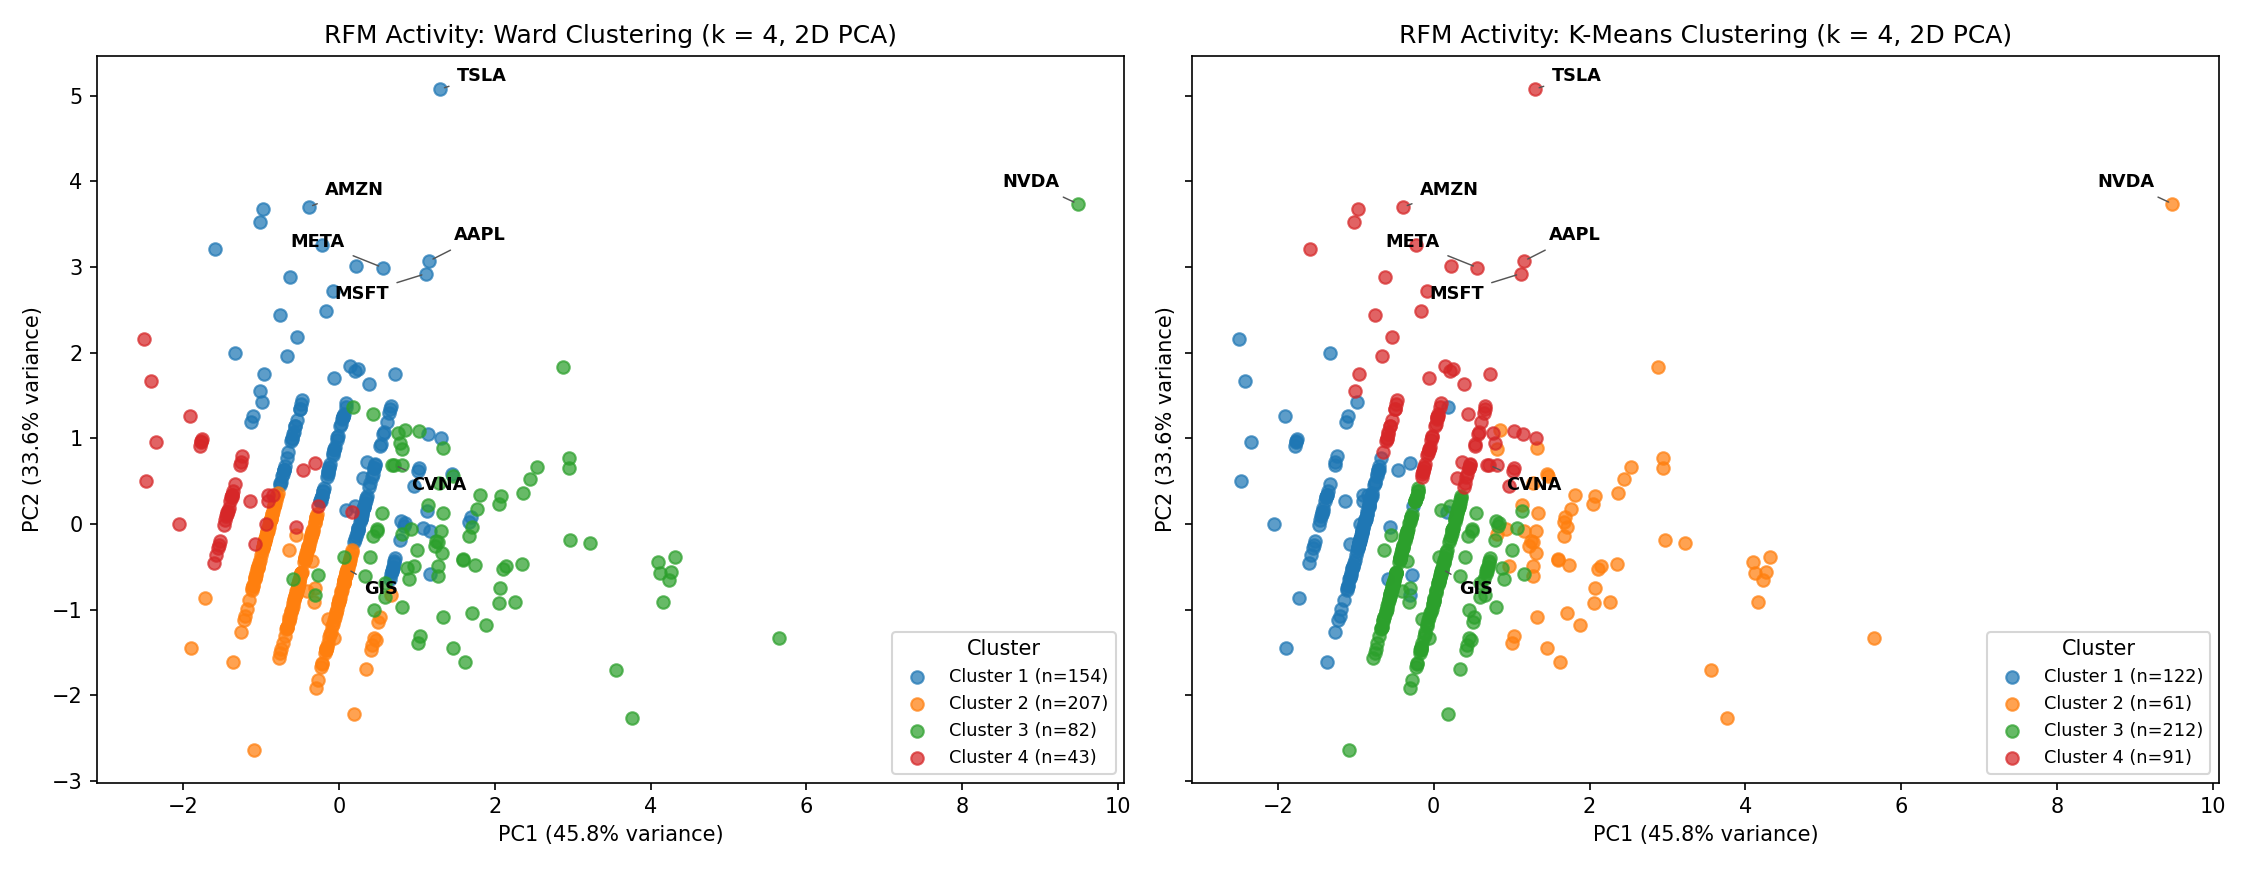 RFM Activity: Ward Clustering (k = 4, 2D PCA)
TSLA
AMZN
NVDA
META
AAPL
MSFT
CVNA
GIS
5
4
3
2
1
0
−1
−2
−3
PC2 (33.6% variance)
−2
0
2
4
6
8
10
PC1 (45.8% variance)
Cluster
Cluster 1 (n=154)
Cluster 2 (n=207)
Cluster 3 (n=82)
Cluster 4 (n=43)
RFM Activity: K-Means Clustering (k = 4, 2D PCA)
TSLA
AMZN
NVDA
META
AAPL
MSFT
CVNA
GIS
PC2 (33.6% variance)
−2
0
2
4
6
8
10
PC1 (45.8% variance)
Cluster
Cluster 1 (n=122)
Cluster 2 (n=61)
Cluster 3 (n=212)
Cluster 4 (n=91)